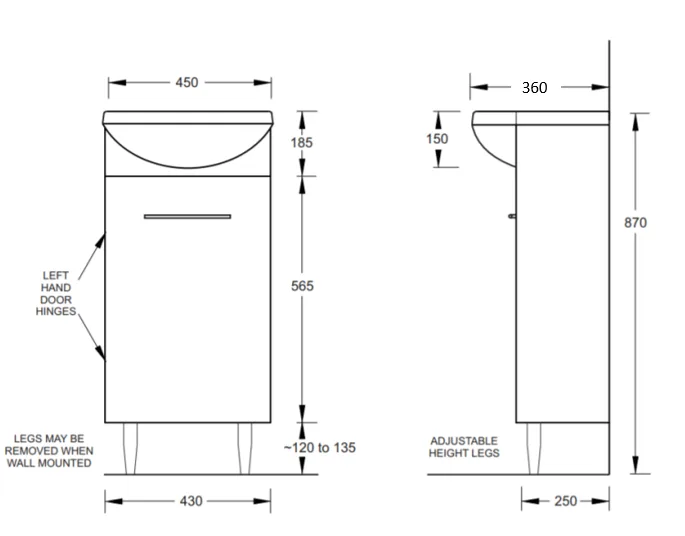 450
360
185
150
870
565
LEFT
HAND
DOOR
HINGES
LEGS MAY BE
REMOVED WHEN
WALL MOUNTED
~120 to 135
ADJUSTABLE
HEIGHT LEGS
430
250